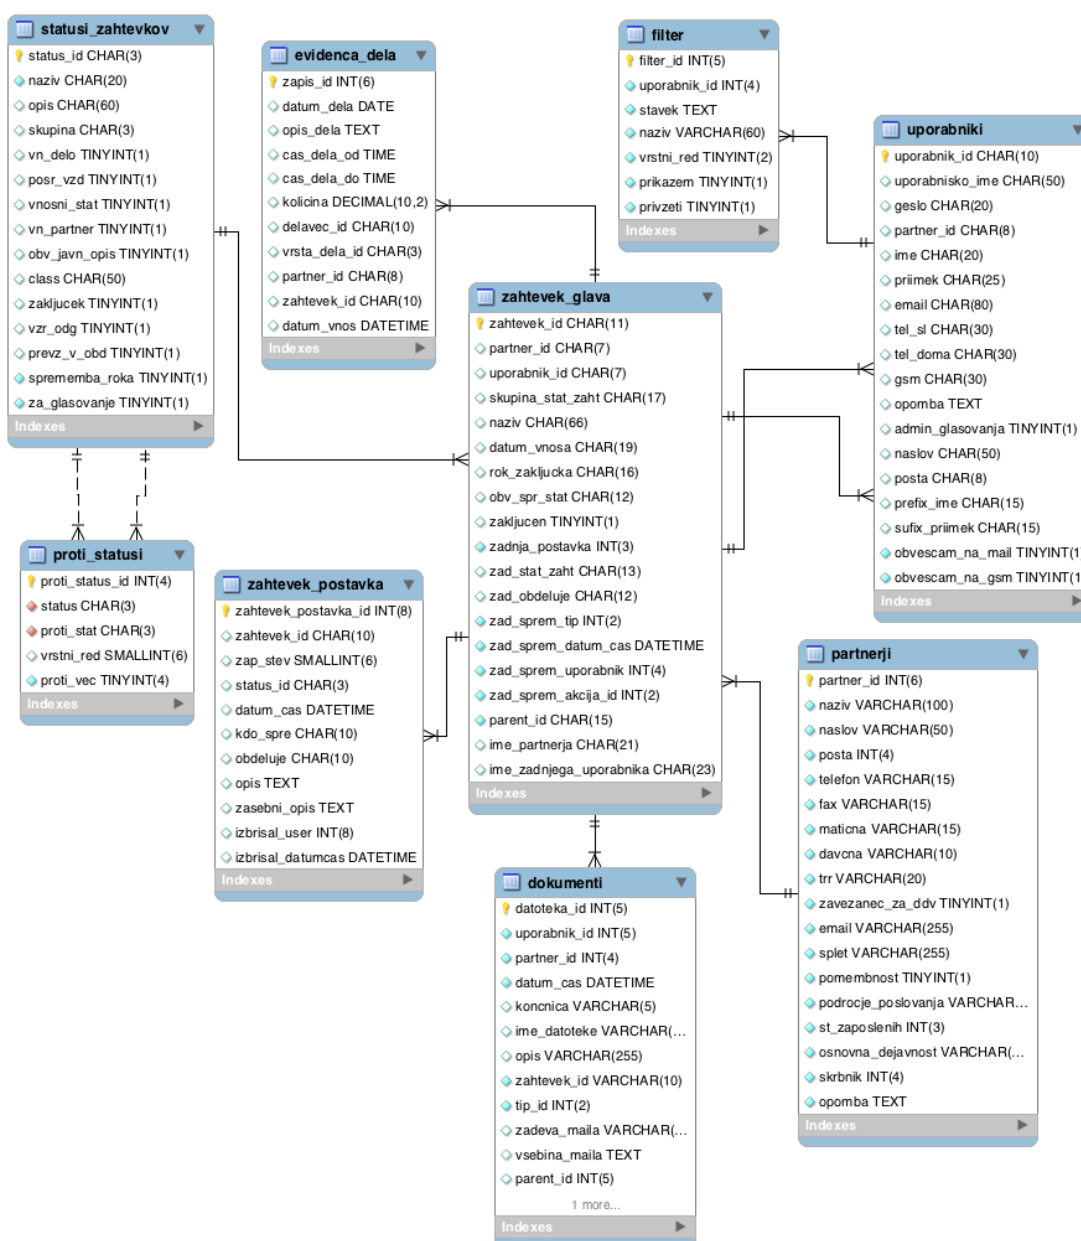 statusi_zahtevkov
status_id CHAR(3)
naziv CHAR(20)
opis CHAR(60)
skupina CHAR(3)
vn_delo TINYINT(1)
posr_vzd TINYINT(1)
vnosni_stat TINYINT(1)
vn_partner TINYINT(1)
obv_javn_opis TINYINT(1)
class CHAR(50)
zakljucek TINYINT(1)
vzr_odg TINYINT(1)
prevz_v_obd TINYINT(1)
sprememba_roka TINYINT(1)
za_glasovanje TINYINT(1)
Indexes
evidenca_dela
zapis_id INT(6)
datum_dela DATE
opis_dela TEXT
cas_dela_od TIME
cas_dela_do TIME
kolicina DECIMAL(10,2)
delavec_id CHAR(10)
vrsta_dela_id CHAR(3)
partner_id CHAR(8)
zahtevek_id CHAR(10)
datum_vnos DATETIME
Indexes
filter
filter_id INT(5)
uporabnik_id INT(4)
stavek TEXT
naziv VARCHAR(60)
vrstni_red TINYINT(2)
prikazem TINYINT(1)
privzeti TINYINT(1)
Indexes
uporabniki
uporabnik_id CHAR(10)
uporabnisko_ime CHAR(50)
geslo CHAR(20)
partner_id CHAR(8)
ime CHAR(20)
priimek CHAR(25)
email CHAR(80)
tel_sl CHAR(30)
tel_doma CHAR(30)
gsm CHAR(30)
opomba TEXT
admin_glasovanja TINYINT(1)
naslov CHAR(50)
posta CHAR(8)
prefix_ime CHAR(15)
sufix_priimek CHAR(15)
obvescam_na_mail TINYINT(1)
obvescam_na_gsm TINYINT(1
Indexes
zahtevek_glava
zahtevek_id CHAR(11)
partner_id CHAR(7)
uporabnik_id CHAR(7)
skupina_stat_zaht CHAR(17)
naziv CHAR(66)
datum_vnosa CHAR(19)
rok_zakljucka CHAR(16)
obv_spr_stat CHAR(12)
zakljucen TINYINT(1)
zadnja_postavka INT(3)
zad_stat_zaht CHAR(13)
zad_obdeluje CHAR(12)
zad_sprem_tip INT(2)
zad_sprem_datum_cas DATETIME
zad_sprem_uporabnik INT(4)
zad_sprem_akcija_id INT(2)
parent_id CHAR(15)
ime_partnerja CHAR(21)
ime_zadnjega_uporabnika CHAR(23)
Indexes
proti_statusi
proti_status_id INT(4)
status CHAR(3)
proti_stat CHAR(3)
vrstni_red SMALLINT(6)
proti_vec TINYINT(4)
Indexes
zahtevek_postavka
zahtevek_postavka_id INT(8)
zahtevek_id CHAR(10)
zap_stev SMALLINT(6)
status_id CHAR(3)
datum_cas DATETIME
kdo_spre CHAR(10)
obdeluje CHAR(10)
opis TEXT
zasebni_opis TEXT
izbrisal_user INT(8)
izbrisal_datumcas DATETIME
Indexes
partnerji
partner_id INT(6)
naziv VARCHAR(100)
naslov VARCHAR(50)
posta INT(4)
telefon VARCHAR(15)
fax VARCHAR(15)
maticna VARCHAR(15)
davcna VARCHAR(10)
trr VARCHAR(20)
zavezanec_za_ddv TINYINT(1)
email VARCHAR(255)
splet VARCHAR(255)
pomembnost TINYINT(1)
podrocje_poslovanja VARCHAR...
st_zaposlenih INT(3)
osnovna_dejavnost VARCHAR(...
skrbnik INT(4)
opomba TEXT
Indexes
dokumenti
datoteka_id INT(5)
uporabnik_id INT(5)
partner_id INT(4)
datum_cas DATETIME
koncnica VARCHAR(5)
ime_datoteke VARCHAR(...
opis VARCHAR(255)
zahtevek_id VARCHAR(10)
tip_id INT(2)
zadeva_maila VARCHAR(...
vsebina_maila TEXT
parent_id INT(5)
1 more...
Indexes